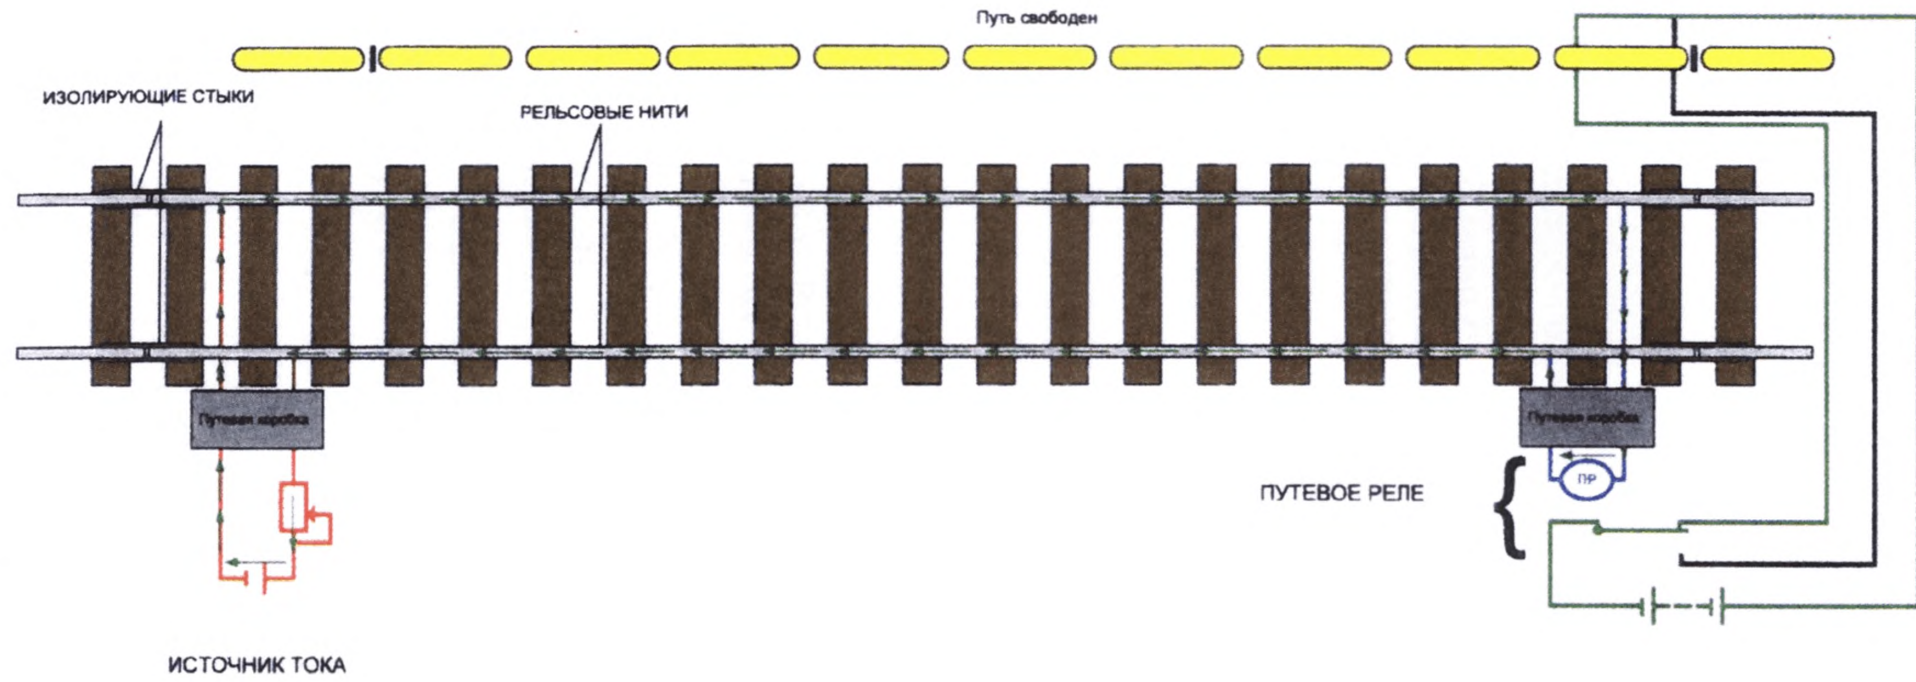 Путь свободен
ИЗОЛИРУЮЩИЕ СТЫКИ
РЕЛЬСОВЫЕ НИТИ
Путевая коробка
Путевая коробка
ПР
ПУТЕВОЕ РЕЛЕ
ИСТОЧНИК ТОКА